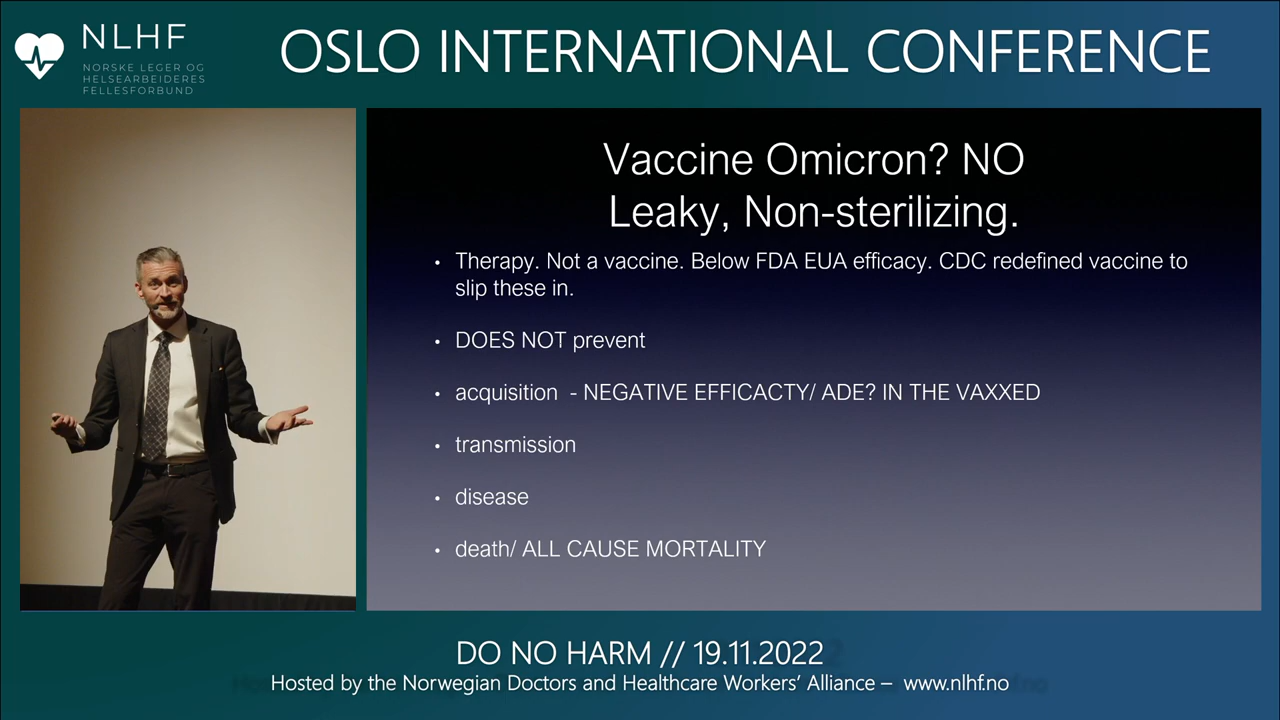 NLHF
NORSKE LEGER OG
HELSEARBEIDERES
FELLESFORBUND
OSLO INTERNATIONAL CONFERENCE
Vaccine Omicron? NO
Leaky, Non-sterilizing.
• Therapy. Not a vaccine. Below FDA EUA efficacy. CDC redefined vaccine to
slip these in.
• DOES NOT prevent
• acquisition - NEGATIVE EFFICACTY/ ADE? IN THE VAXXED
• transmission
• disease
• death/ ALL CAUSE MORTALITY
DO NO HARM // 19.11.2022
Hosted by the Norwegian Doctors and Healthcare Workers' Alliance – www.nlhf.no